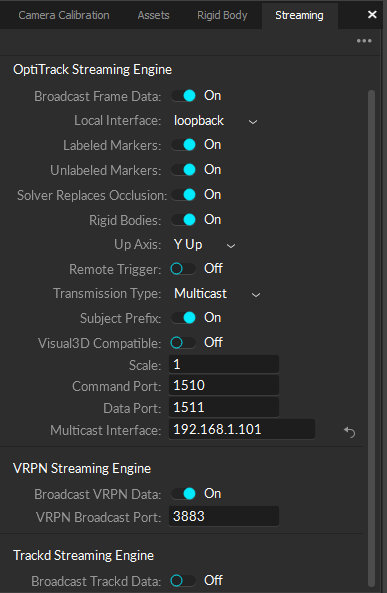 Camera Calibration Assets Rigid Body Streaming
OptiTrack Streaming Engine
Broadcast Frame Data: On
Local Interface: loopback
Labeled Markers: On
Unlabeled Markers: On
Solver Replaces Occlusion: On
Rigid Bodies: On
Up Axis: Y Up
Remote Trigger: Off
Transmission Type: Multicast
Subject Prefix: On
Visual3D Compatible: Off
Scale: 1
Command Port: 1510
Data Port: 1511
Multicast Interface: 192.168.1.101
VRPN Streaming Engine
Broadcast VRPN Data: On
VRPN Broadcast Port: 3883
Trackd Streaming Engine
Broadcast Trackd Data: Off